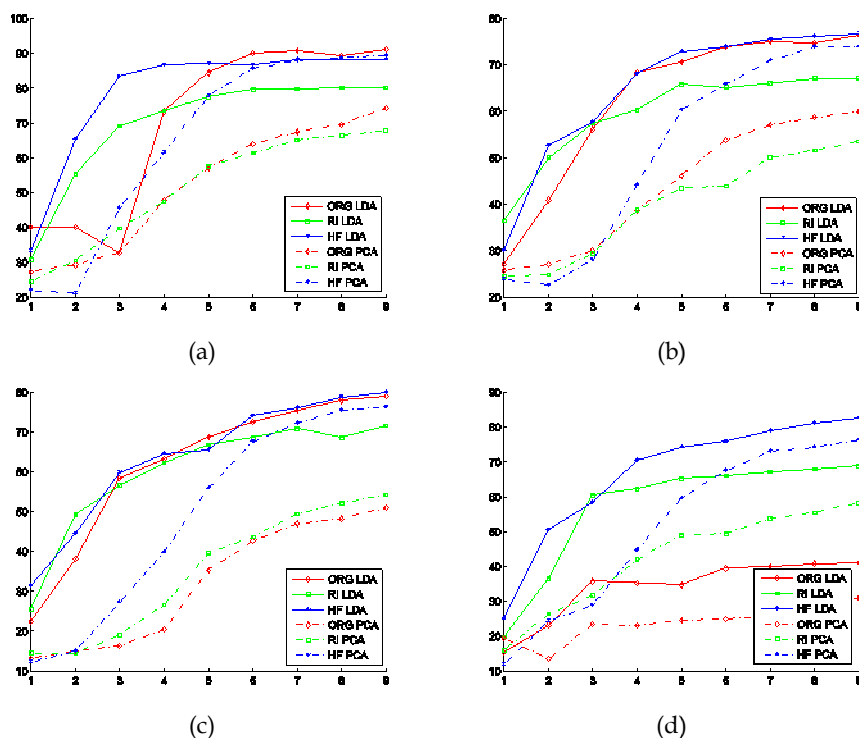 100
90
80
70
60
50
40
30
20
1 2 3 4 5 6 7 8 9
ORG LDA
RI LDA
HF LDA
ORG PCA
RI PCA
HF PCA
(a)
80
70
60
50
40
30
20
1 2 3 4 5 6 7 8 9
ORG LDA
RI LDA
HF LDA
ORG PCA
RI PCA
HF PCA
(b)
80
70
60
50
40
30
20
10
1 2 3 4 5 6 7 8 9
ORG LDA
RI LDA
HF LDA
ORG PCA
RI PCA
HF PCA
(c)
90
80
70
60
50
40
30
20
10
1 2 3 4 5 6 7 8 9
ORG LDA
RI LDA
HF LDA
ORG PCA
RI PCA
HF PCA
(d)